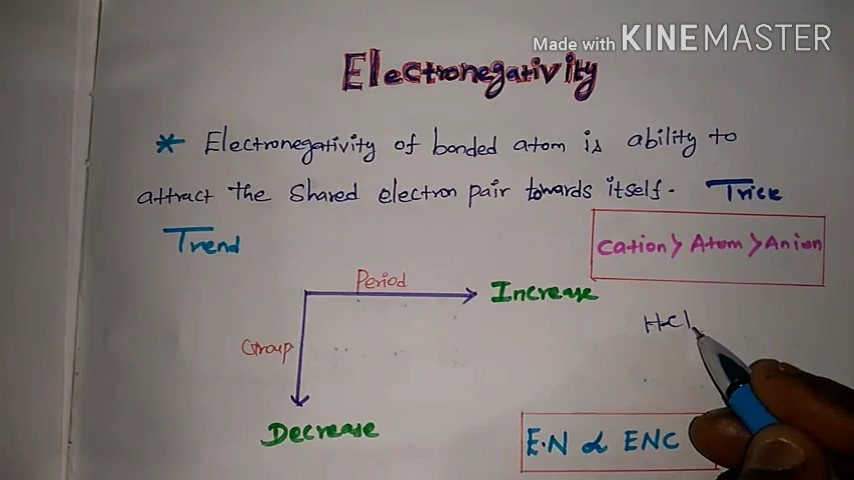 Made with KINEMASTER
Electronegativity
* Electronegativity of bonded atom is ability to
attract the shared electron pair towards itself. Trick
Trend
Cation > Atom > Anion
Period
Increase
HCl
Group
Decrease
E.N α ENC